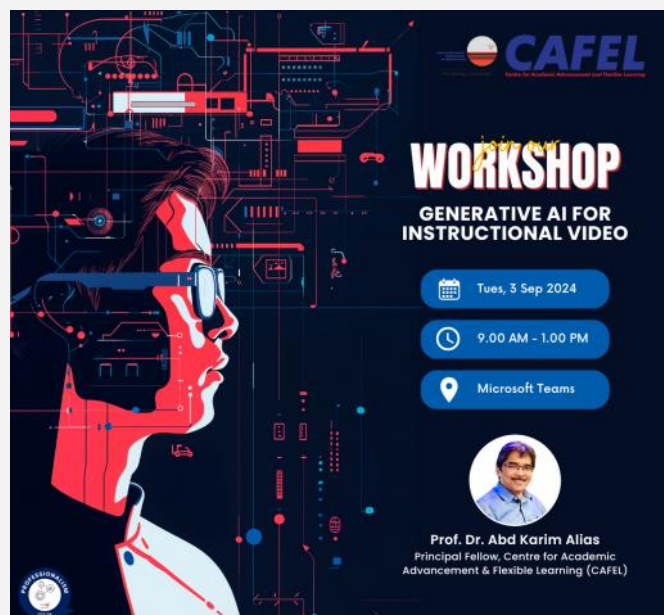 CAFEL
Centre for Academic Advancement and Flexible Learning
join our
WORKSHOP
GENERATIVE AI FOR
INSTRUCTIONAL VIDEO
Tues, 3 Sep 2024
9.00 AM - 1.00 PM
Microsoft Teams
Prof. Dr. Abd Karim Alias
Principal Fellow, Centre for Academic
Advancement & Flexible Learning (CAFEL)
PROFESSIONALISM